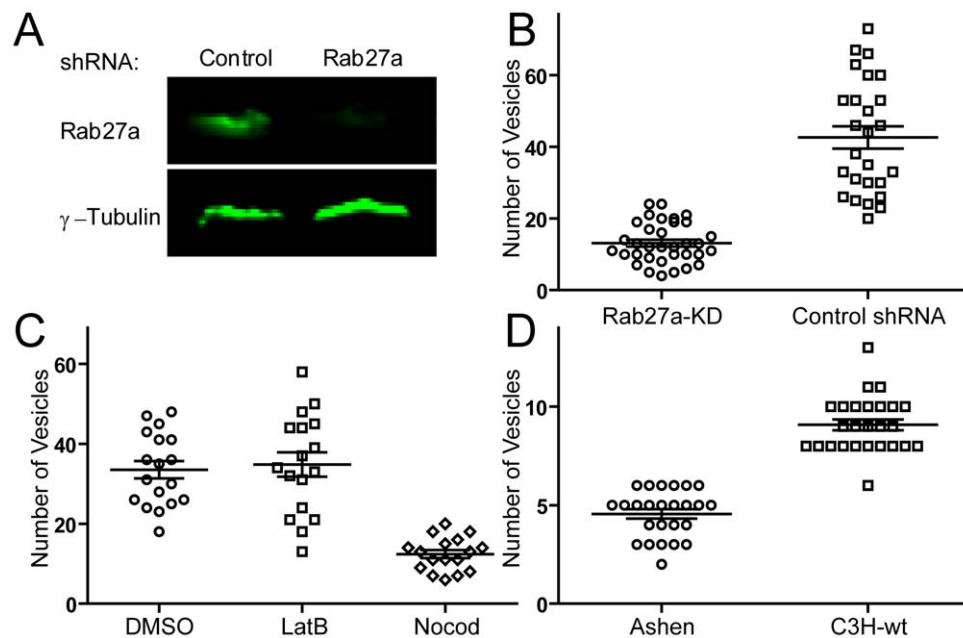 A
shRNA:
Control
Rab27a
Rab27a
γ–Tubulin
B
Number of Vesicles
60
40
20
0
Rab27a-KD
Control shRNA
C
Number of Vesicles
60
40
20
0
DMSO
LatB
Nocod
D
Number of Vesicles
10
5
0
Ashen
C3H-wt